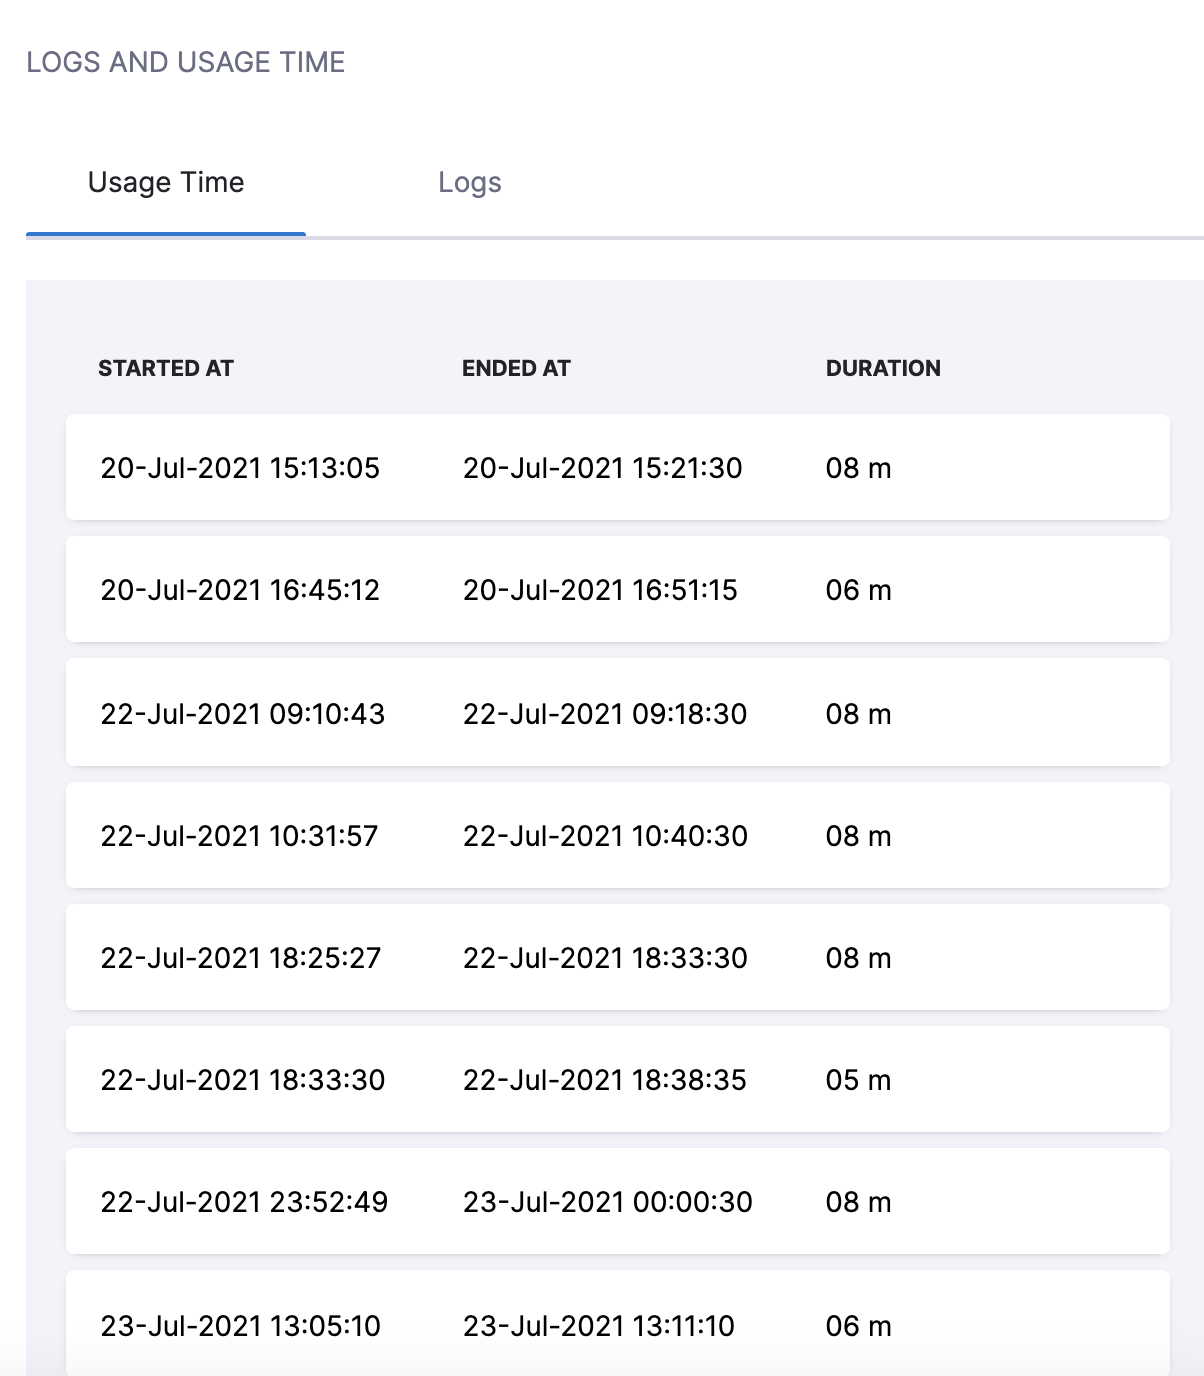 LOGS AND USAGE TIME
Usage Time Logs
STARTED AT ENDED AT DURATION
20-Jul-2021 15:13:05 20-Jul-2021 15:21:30 08 m
20-Jul-2021 16:45:12 20-Jul-2021 16:51:15 06 m
22-Jul-2021 09:10:43 22-Jul-2021 09:18:30 08 m
22-Jul-2021 10:31:57 22-Jul-2021 10:40:30 08 m
22-Jul-2021 18:25:27 22-Jul-2021 18:33:30 08 m
22-Jul-2021 18:33:30 22-Jul-2021 18:38:35 05 m
22-Jul-2021 23:52:49 23-Jul-2021 00:00:30 08 m
23-Jul-2021 13:05:10 23-Jul-2021 13:11:10 06 m